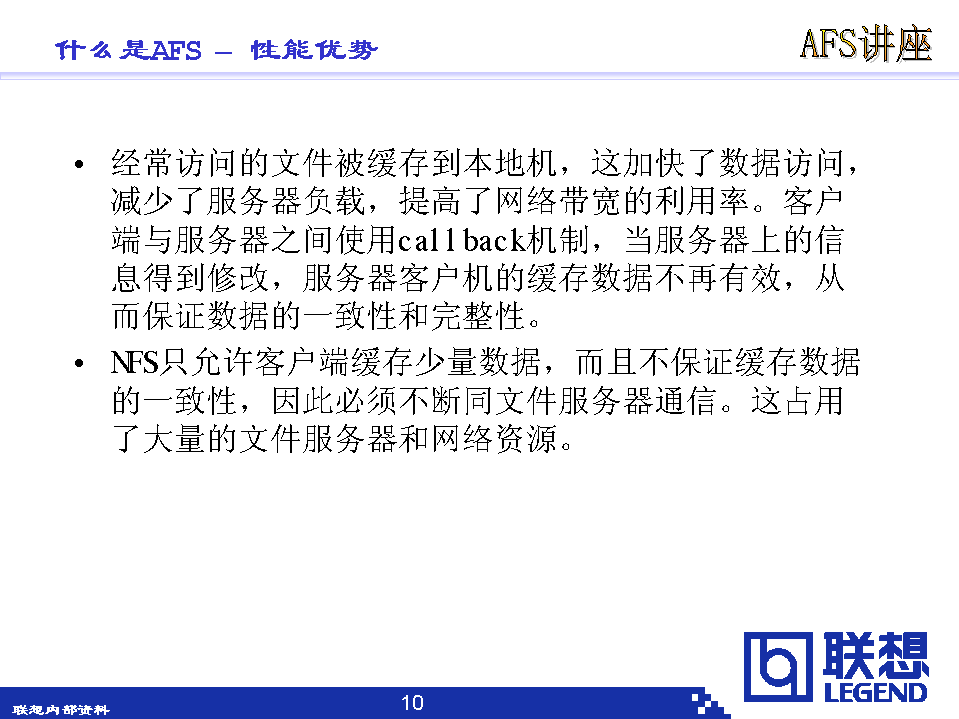 什么是AFS – 性能优势
AFS讲座
• 经常访问的文件被缓存到本地机，这加快了数据访问，
减少了服务器负载，提高了网络带宽的利用率。客户
端与服务器之间使用callback机制，当服务器上的信
息得到修改，服务器客户机的缓存数据不再有效，从
而保证数据的一致性和完整性。
• NFS只允许客户端缓存少量数据，而且不保证缓存数据
的一致性，因此必须不断同文件服务器通信。这占用
了大量的文件服务器和网络资源。
联想
LEGEND
联想内部资料
10